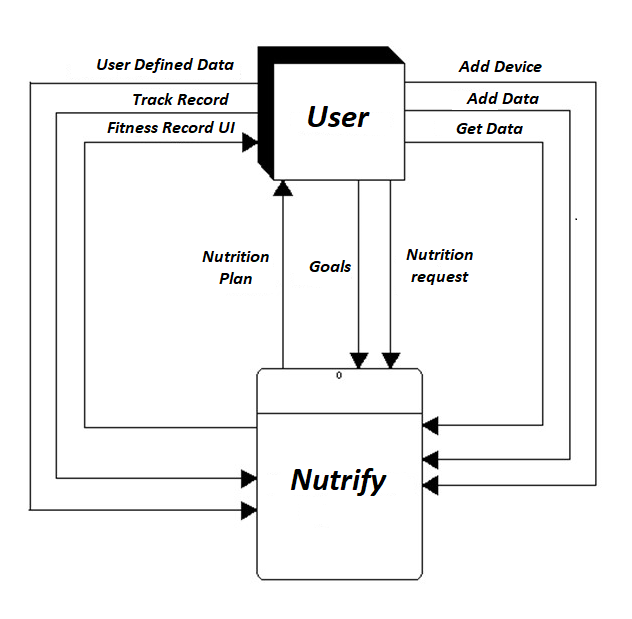 User Defined Data
Track Record
Fitness Record UI
User
Add Device
Add Data
Get Data
Nutrition
Plan
Goals
Nutrition
request
0
Nutrify